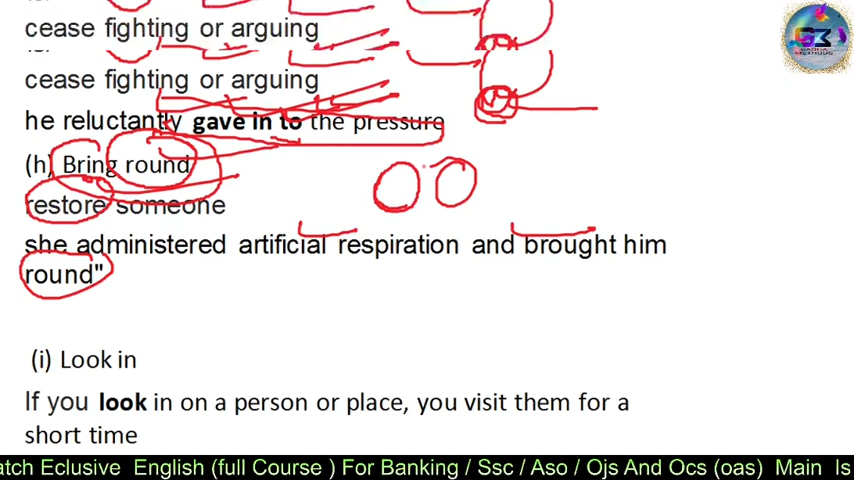 cease fighting or arguing
cease fighting or arguing
he reluctantly gave in to the pressure
(h) Bring round
restore someone
she administered artificial respiration and brought him
round"
(i) Look in
If you look in on a person or place, you visit them for a
short time
atch Eclusive English (full Course ) For Banking / Ssc / Aso / Ojs And Ocs (oas) Main Is